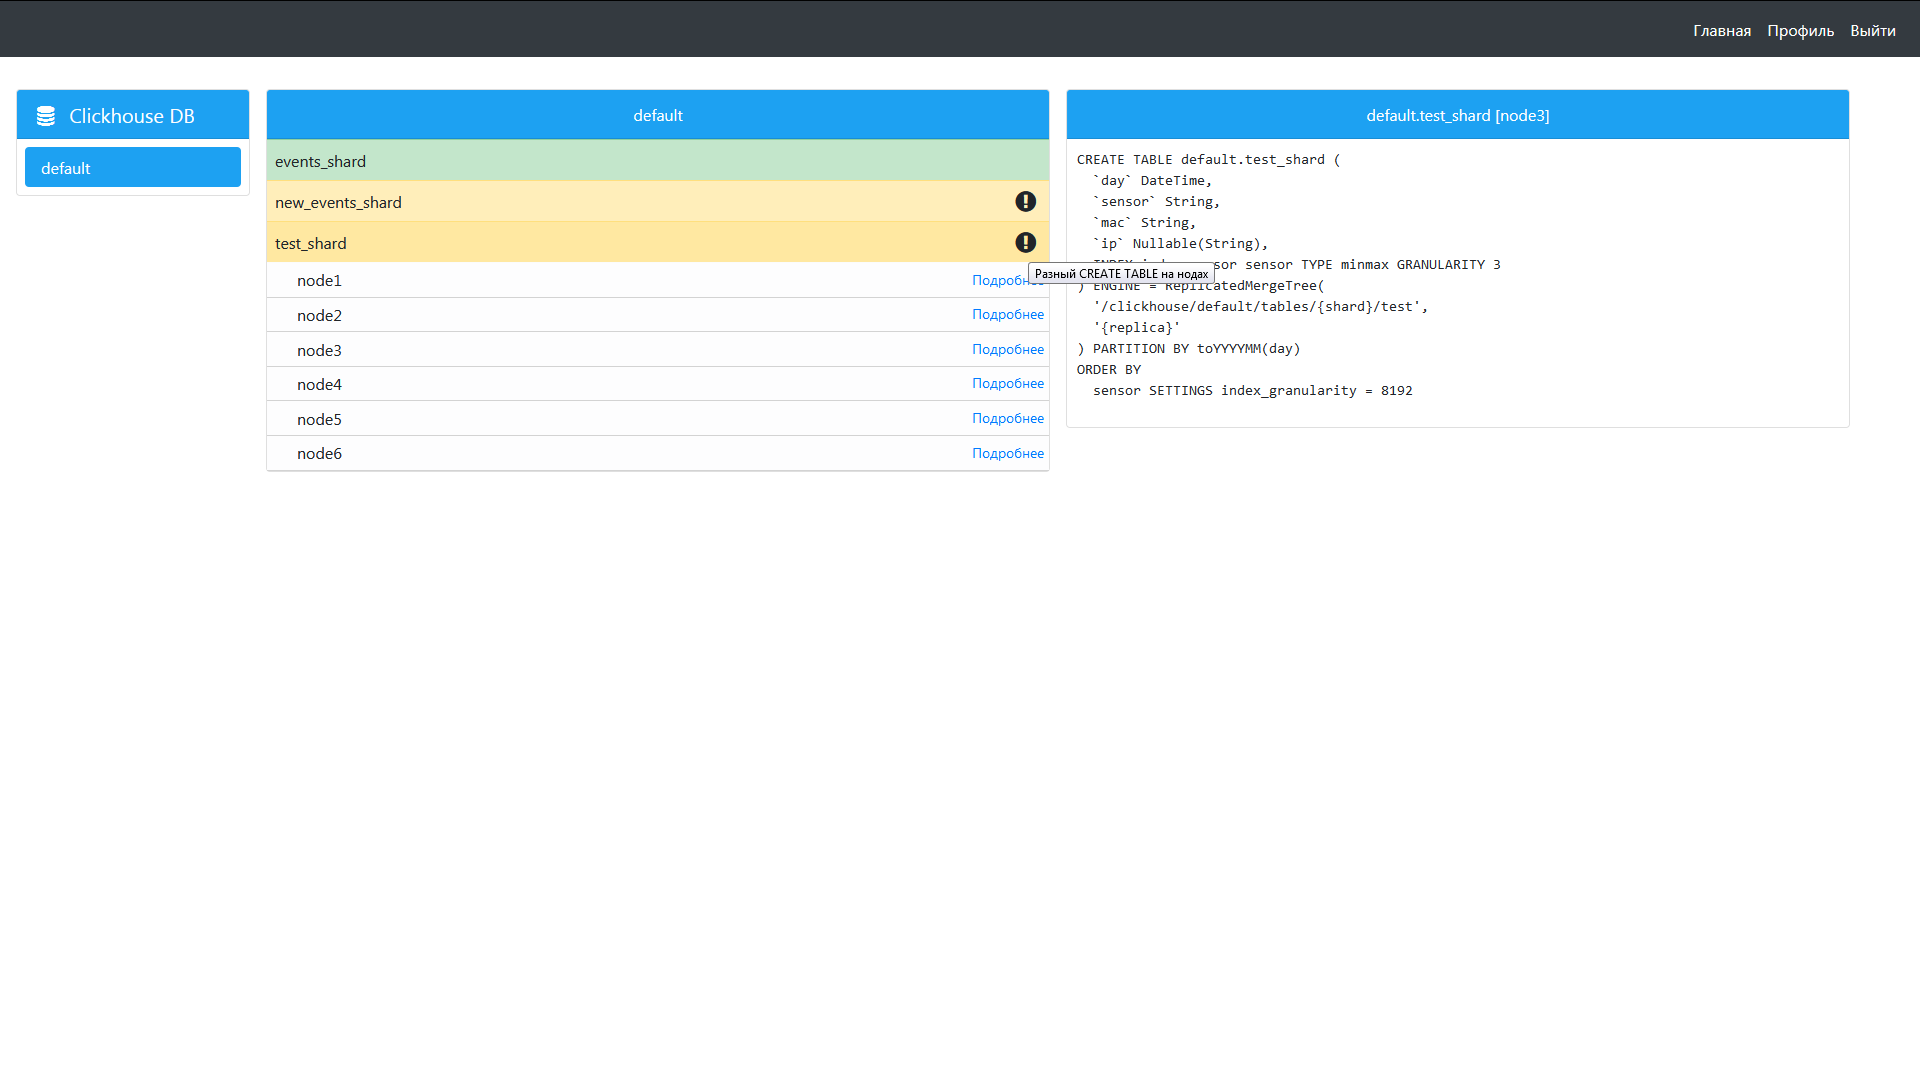 Главная Профиль Выйти
Clickhouse DB
default
default
events_shard
new_events_shard
test_shard
node1 Подробнее
node2 Подробнее
node3 Подробнее
node4 Подробнее
node5 Подробнее
node6 Подробнее
Разный CREATE TABLE на нодах
default.test_shard [node3]
CREATE TABLE default.test_shard (
`day` DateTime,
`sensor` String,
`mac` String,
`ip` Nullable(String),
INDEX sensor TYPE minmax GRANULARITY 3
) ENGINE = ReplicatedMergeTree(
'/clickhouse/default/tables/{shard}/test',
'{replica}'
) PARTITION BY toYYYYMM(day)
ORDER BY
sensor SETTINGS index_granularity = 8192